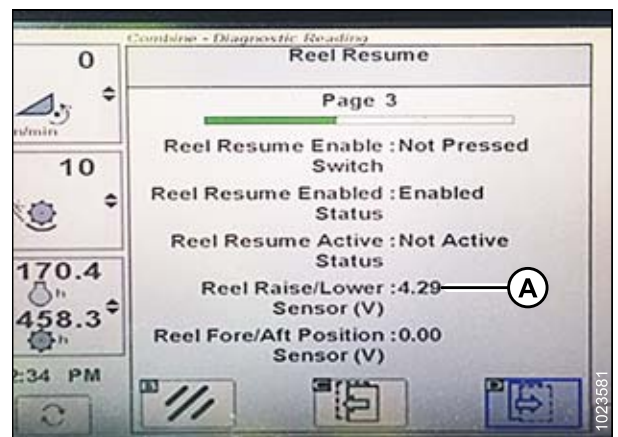 Combine - Diagnostic Reading
Reel Resume
Page 3
Reel Resume Enable : Not Pressed
Switch
Reel Resume Enabled : Enabled
Status
Reel Resume Active : Not Active
Status
Reel Raise/Lower : 4.29
Sensor (V)
Reel Fore/Aft Position : 0.00
Sensor (V)
A
0
10
170.4
h
458.3
h
2:34 PM
1023581